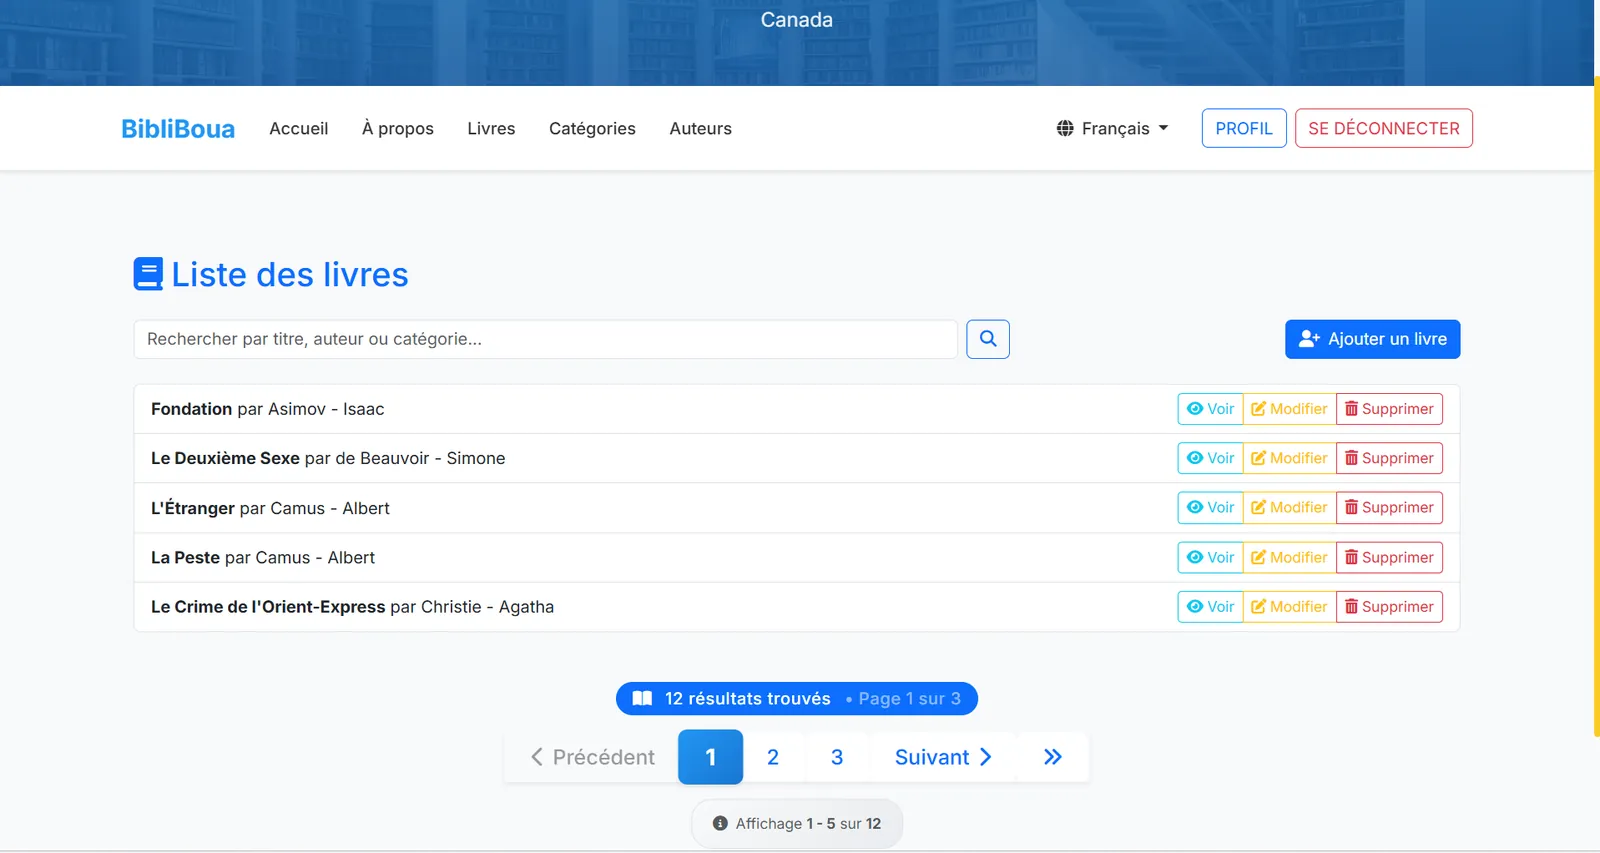 Canada
BibliBoua Accueil À propos Livres Catégories Auteurs Français PROFIL SE DÉCONNECTER
Liste des livres
Rechercher par titre, auteur ou catégorie... Ajouter un livre
Fondation par Asimov - Isaac Voir Modifier Supprimer
Le Deuxième Sexe par de Beauvoir - Simone Voir Modifier Supprimer
L'Étranger par Camus - Albert Voir Modifier Supprimer
La Peste par Camus - Albert Voir Modifier Supprimer
Le Crime de l'Orient-Express par Christie - Agatha Voir Modifier Supprimer
12 résultats trouvés • Page 1 sur 3
Précédent 1 2 3 Suivant
Affichage 1 - 5 sur 12